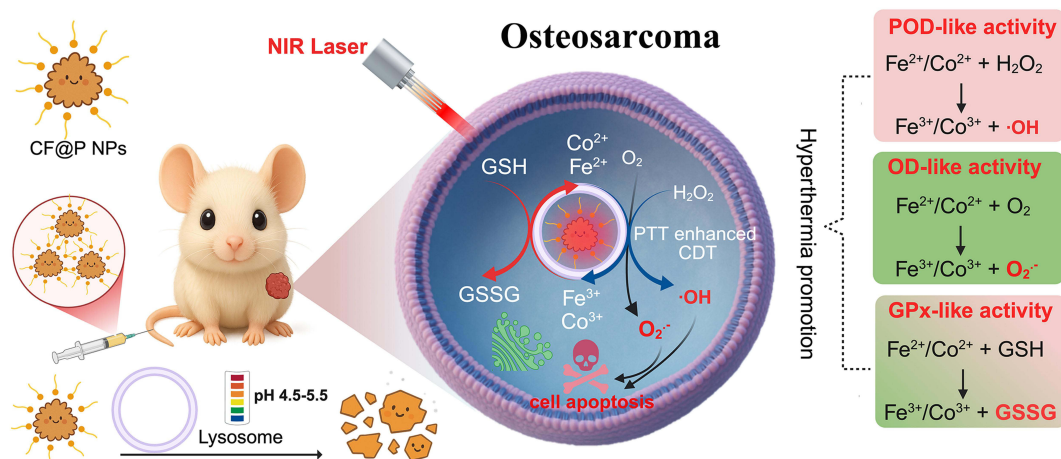 Osteosarcoma
NIR Laser
CF@P NPs
pH 4.5-5.5
Lysosome
GSH
Co²⁺
Fe²⁺
O₂
H₂O₂
PTT enhanced
CDT
GSSG
Fe³⁺
Co³⁺
·OH
O₂·⁻
cell apoptosis
Hyperthermia promotion
POD-like activity
Fe²⁺/Co²⁺ + H₂O₂
Fe³⁺/Co³⁺ + ·OH
OD-like activity
Fe²⁺/Co²⁺ + O₂
Fe³⁺/Co³⁺ + O₂·⁻
GPx-like activity
Fe²⁺/Co²⁺ + GSH
Fe³⁺/Co³⁺ + GSSG